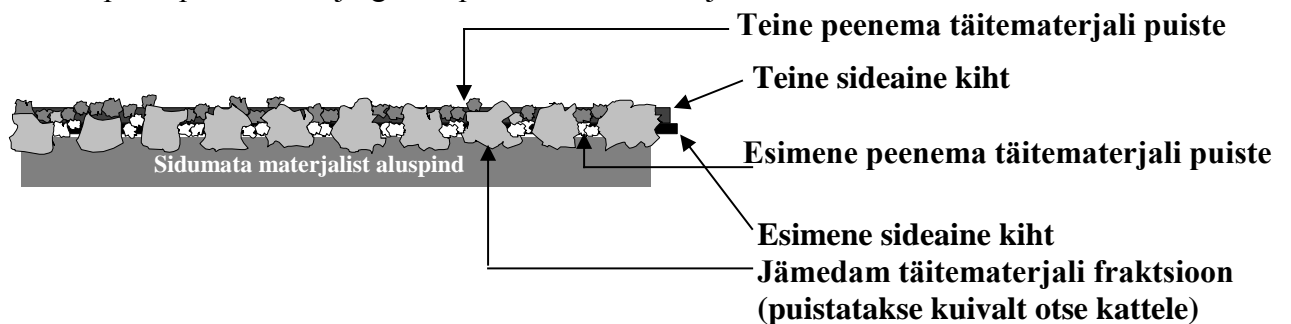 Teine peenema täitematerjali puiste
Teine sideaine kiht
Sidumata materjalist aluspind
Esimene peenema täitematerjali puiste
Esimene sideaine kiht
Jämedam täitematerjali fraktsioon
(puistatakse kuivalt otse kattele)